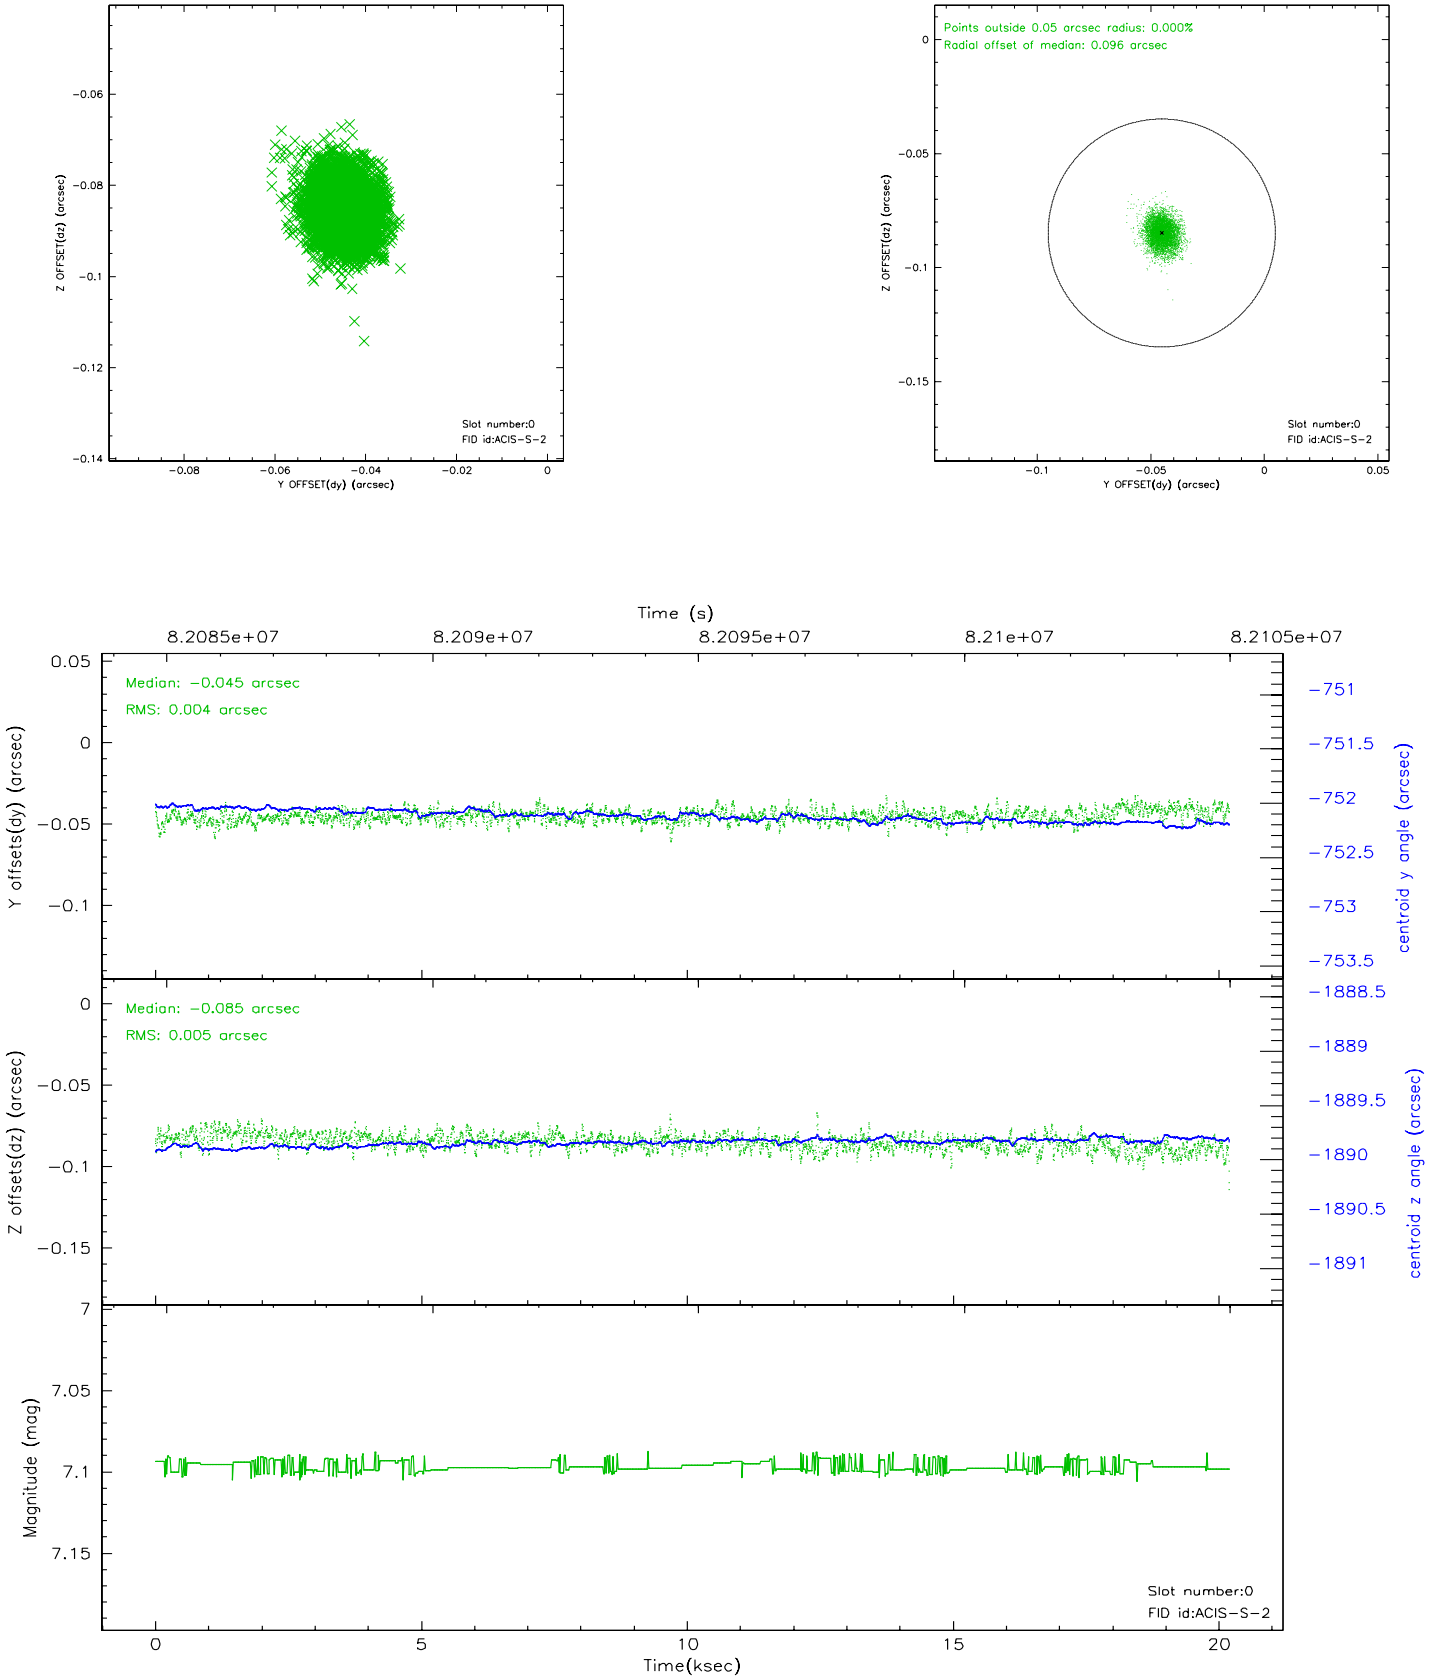 −0.06
−0.08
−0.1
−0.12
−0.14
Z OFFSET(dz) (arcsec)
Slot number:0
FID id:ACIS−S−2
−0.08 −0.06 −0.04 −0.02 0
Y OFFSET(dy) (arcsec)
Points outside 0.05 arcsec radius: 0.000%
Radial offset of median: 0.096 arcsec
0
−0.05
−0.1
−0.15
Z OFFSET(dz) (arcsec)
Slot number:0
FID id:ACIS−S−2
−0.1 −0.05 0 0.05
Y OFFSET(dy) (arcsec)
Time (s)
8.2085e+07 8.209e+07 8.2095e+07 8.21e+07 8.2105e+07
Median: −0.045 arcsec
RMS: 0.004 arcsec
0.05
0
−0.05
−0.1
Y offsets(dy) (arcsec)
−751
−751.5
−752
−752.5
−753
−753.5
centroid y angle (arcsec)
Median: −0.085 arcsec
RMS: 0.005 arcsec
0
−0.05
−0.1
−0.15
Z offsets(dz) (arcsec)
−1888.5
−1889
−1889.5
−1890
−1890.5
−1891
centroid z angle (arcsec)
7
7.05
7.1
7.15
Magnitude (mag)
Slot number:0
FID id:ACIS−S−2
0 5 10 15 20
Time(ksec)